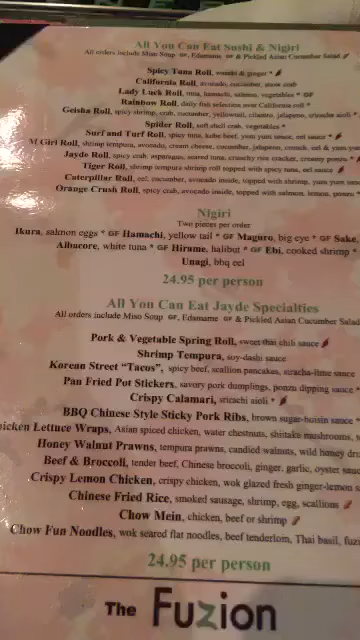 All You Can Eat Sushi & Nigiri
All orders include Miso Soup GF, Edamame GF & Pickled Asian Cucumber Salad
Spicy Tuna Roll, wasabi & ginger *
California Roll, avocado, cucumber, snow crab
Lady Luck Roll, tuna, hamachi, salmon, vegetables * GF
Rainbow Roll, daily fish selection over California roll *
Geisha Roll, spicy shrimp, crab, cucumber, yellowtail, cilantro, jalapeno, sriracha aioli *
Spider Roll, soft shell crab, vegetables *
Surf and Turf Roll, spicy tuna, kobe beef, yum yum sauce, eel sauce *
M Girl Roll, shrimp tempura, avocado, cream cheese, cucumber, jalapeno, crunch, eel & yum yum
Jayde Roll, spicy crab, asparagus, seared tuna, crunchy rice cracker, creamy ponzu *
Tiger Roll, shrimp tempura shrimp roll topped with spicy tuna, eel sauce
Caterpillar Roll, eel, cucumber, avocado inside, topped with shrimp, yum yum sauce
Orange Crush Roll, spicy crab, avocado inside, topped with salmon, lemon, ponzu *
Nigiri
Two pieces per order
Ikura, salmon eggs * GF Hamachi, yellow tail * GF Maguro, big eye * GF Sake,
Albacore, white tuna * GF Hirame, halibut * GF Ebi, cooked shrimp *
Unagi, bbq eel
24.95 per person
All You Can Eat Jayde Specialties
All orders include Miso Soup GF, Edamame GF & Pickled Asian Cucumber Salad
Pork & Vegetable Spring Roll, sweet thai chili sauce
Shrimp Tempura, soy-dashi sauce
Korean Street “Tacos”, spicy beef, scallion pancakes, siracha-lime sauce
Pan Fried Pot Stickers, savory pork dumplings, ponzu dipping sauce *
Crispy Calamari, sriracha aioli *
BBQ Chinese Style Sticky Pork Ribs, brown sugar-hoisin sauce *
icken Lettuce Wraps, Asian spiced chicken, water chestnuts, shiitake mushrooms, s
Honey Walnut Prawns, tempura prawns, candied walnuts, wild honey dr
Beef & Broccoli, tender beef, Chinese broccoli, ginger, garlic, oyster sauc
Crispy Lemon Chicken, crispy chicken, wok glazed fresh ginger-lemon s
Chinese Fried Rice, smoked sausage, shrimp, egg, scallions
Chow Mein, chicken, beef or shrimp
Chow Fun Noodles, wok seared flat noodles, beef tenderloin, Thai basil, fuzi
24.95 per person
The Fuzion